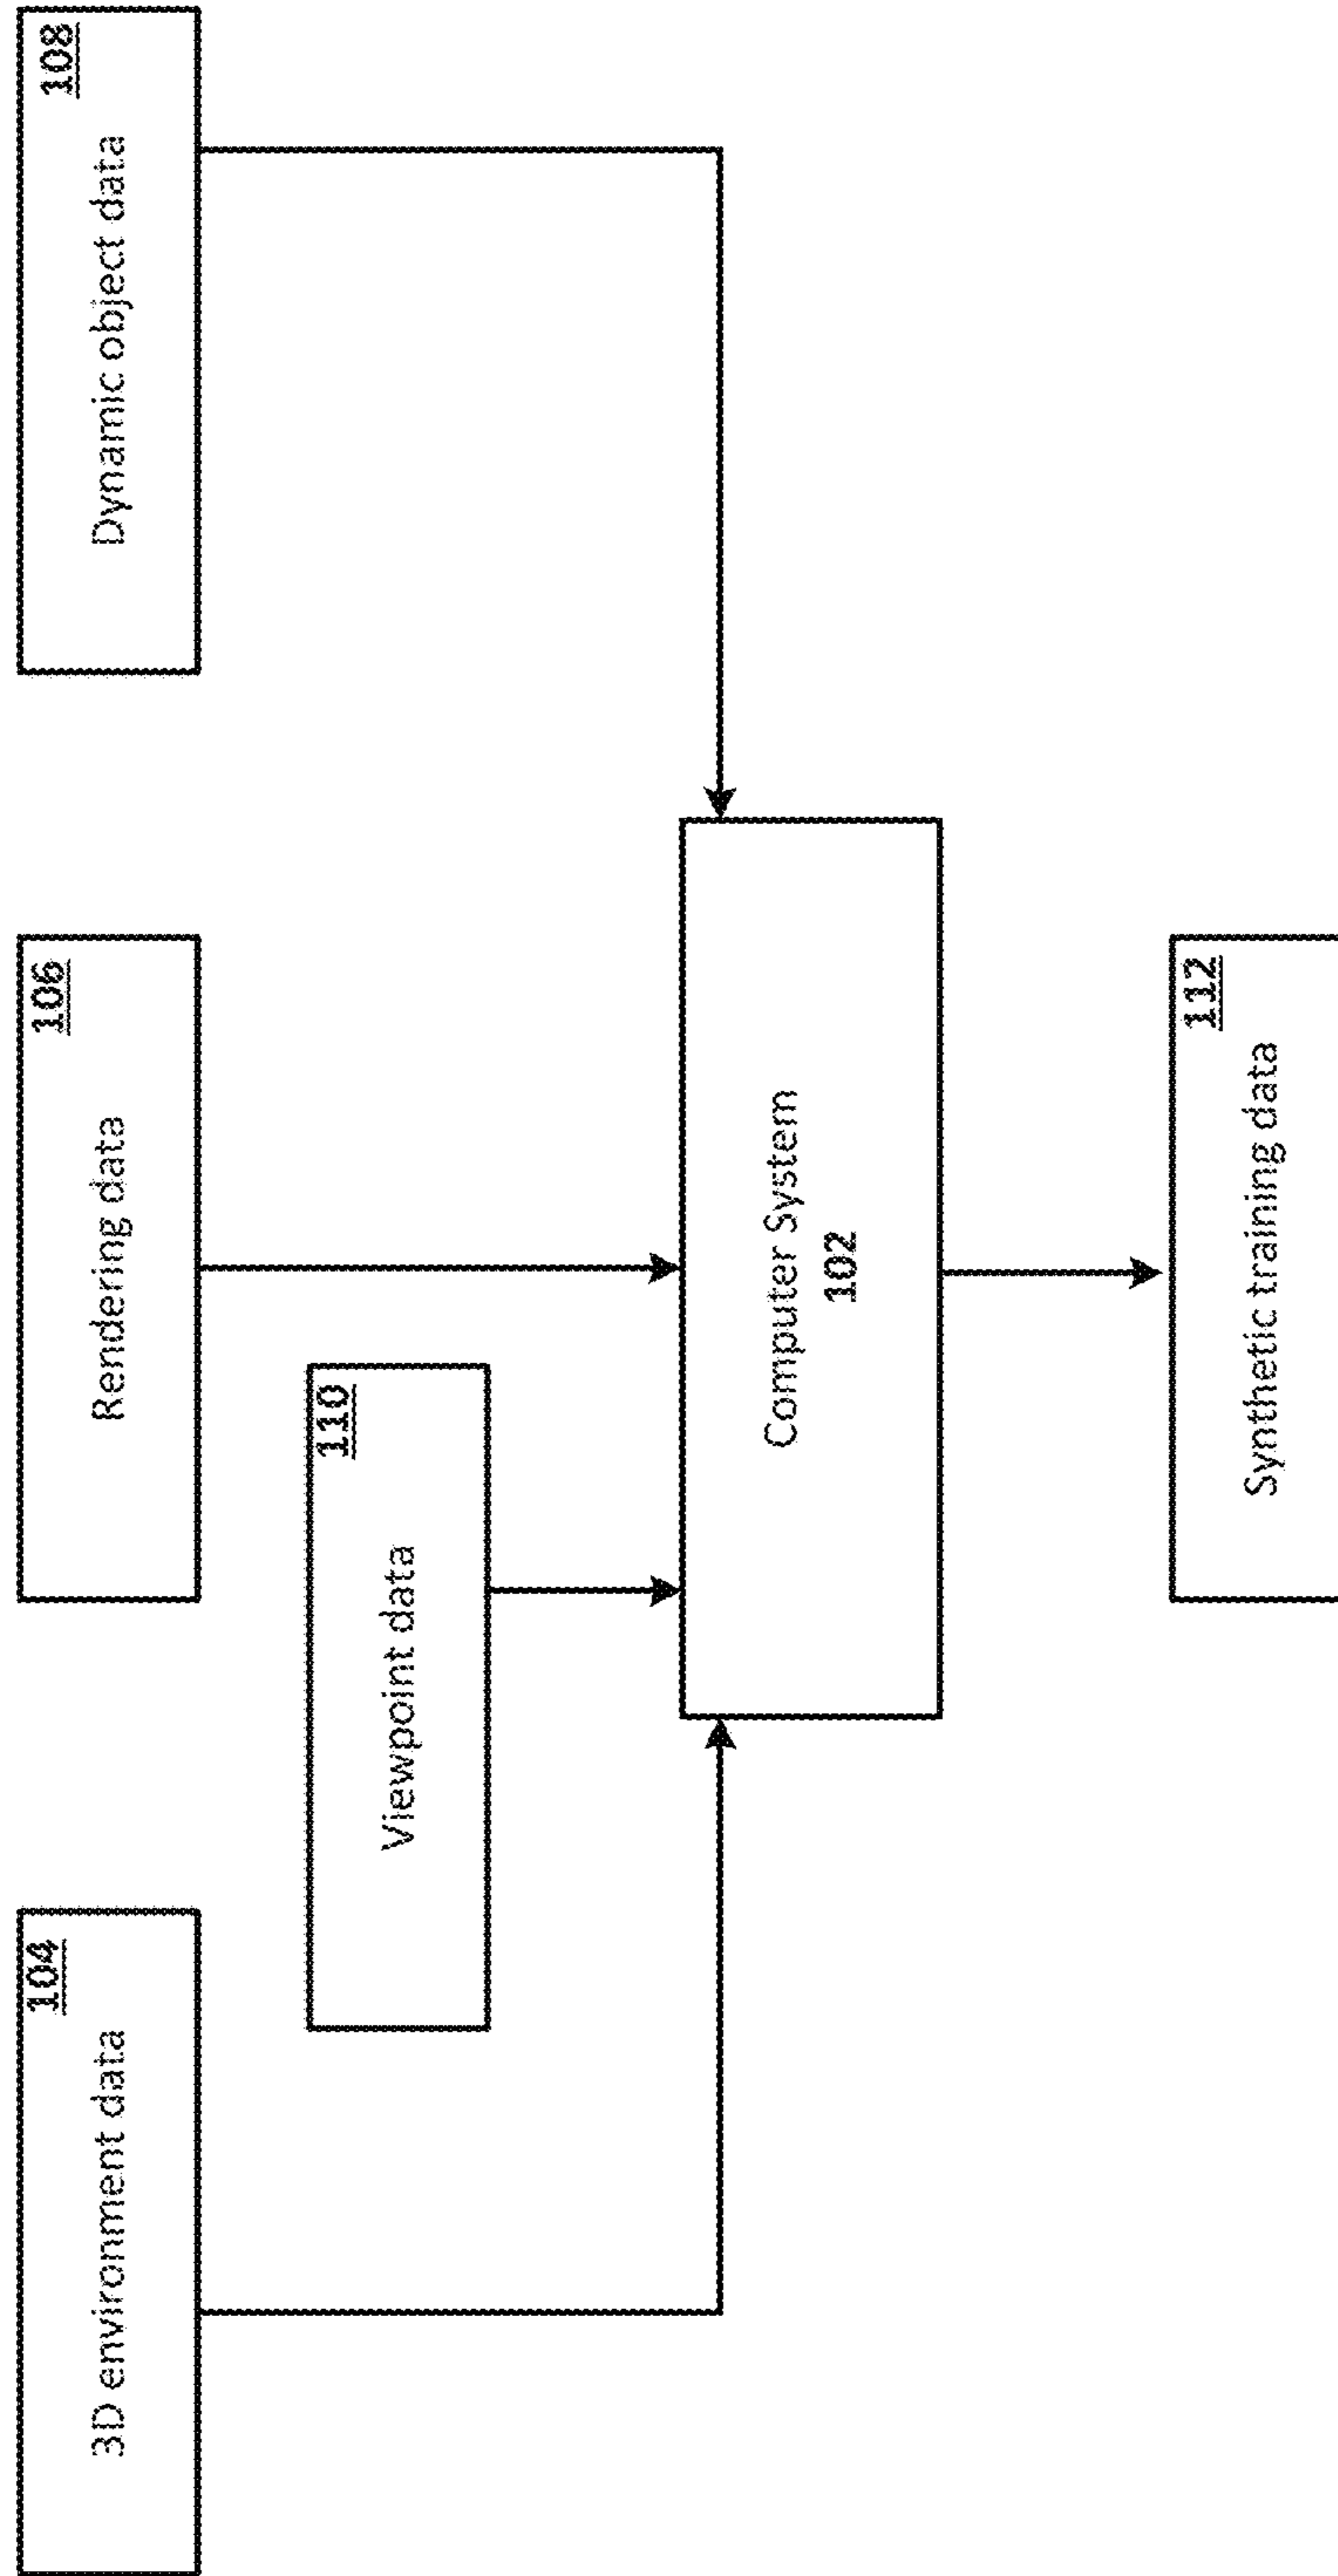 104
3D environment data
106
Rendering data
108
Dynamic object data
110
Viewpoint data
Computer System
102
112
Synthetic training data